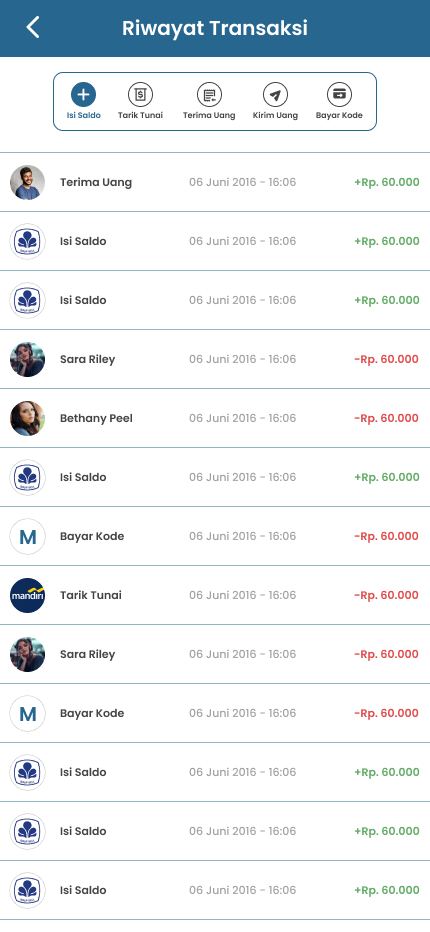 Riwayat Transaksi
Isi Saldo Tarik Tunai Terima Uang Kirim Uang Bayar Kode
Terima Uang 06 Juni 2016 - 16:06 +Rp. 60.000
Isi Saldo 06 Juni 2016 - 16:06 +Rp. 60.000
Isi Saldo 06 Juni 2016 - 16:06 +Rp. 60.000
Sara Riley 06 Juni 2016 - 16:06 -Rp. 60.000
Bethany Peel 06 Juni 2016 - 16:06 -Rp. 60.000
Isi Saldo 06 Juni 2016 - 16:06 +Rp. 60.000
M Bayar Kode 06 Juni 2016 - 16:06 -Rp. 60.000
mandiri Tarik Tunai 06 Juni 2016 - 16:06 -Rp. 60.000
Sara Riley 06 Juni 2016 - 16:06 -Rp. 60.000
M Bayar Kode 06 Juni 2016 - 16:06 -Rp. 60.000
Isi Saldo 06 Juni 2016 - 16:06 +Rp. 60.000
Isi Saldo 06 Juni 2016 - 16:06 +Rp. 60.000
Isi Saldo 06 Juni 2016 - 16:06 +Rp. 60.000